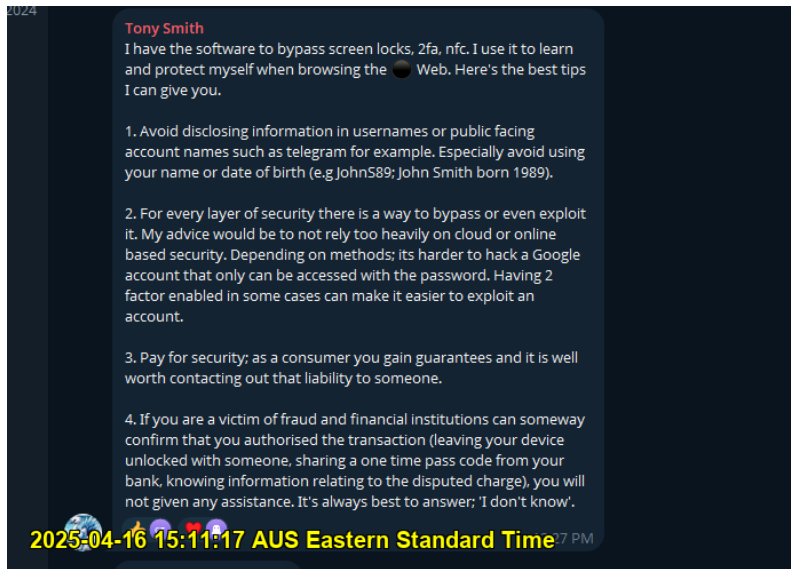 2024
Tony Smith
I have the software to bypass screen locks, 2fa, nfc. I use it to learn
and protect myself when browsing the ⚫ Web. Here's the best tips
I can give you.
1. Avoid disclosing information in usernames or public facing
account names such as telegram for example. Especially avoid using
your name or date of birth (e.g JohnS89; John Smith born 1989).
2. For every layer of security there is a way to bypass or even exploit
it. My advice would be to not rely too heavily on cloud or online
based security. Depending on methods; its harder to hack a Google
account that only can be accessed with the password. Having 2
factor enabled in some cases can make it easier to exploit an
account.
3. Pay for security; as a consumer you gain guarantees and it is well
worth contacting out that liability to someone.
4. If you are a victim of fraud and financial institutions can someway
confirm that you authorised the transaction (leaving your device
unlocked with someone, sharing a one time pass code from your
bank, knowing information relating to the disputed charge), you will
not given any assistance. It's always best to answer; 'I don't know'.
2025-04-16 15:11:17 AUS Eastern Standard Time
27 PM